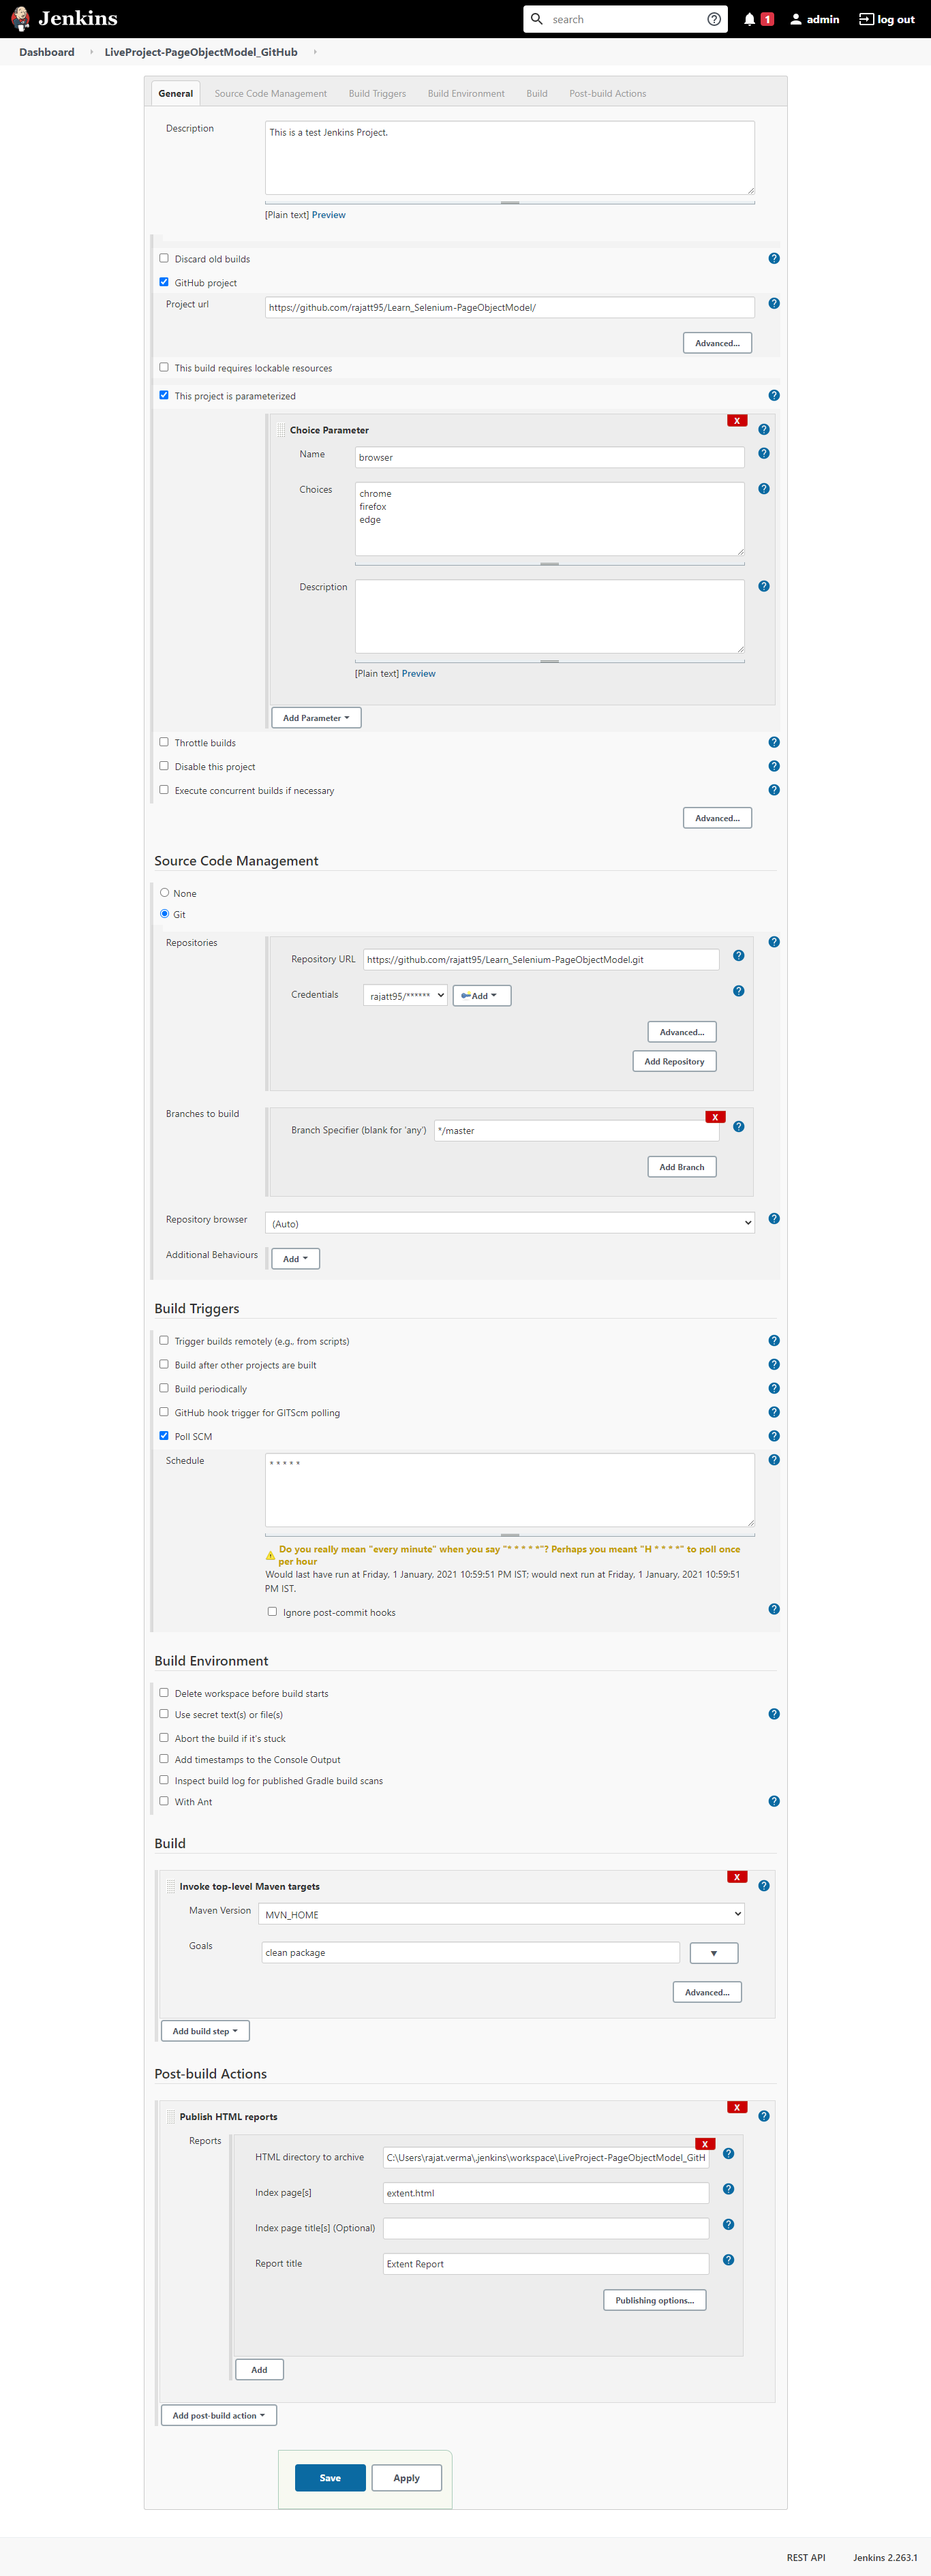 Jenkins
search
1
admin
log out
Dashboard
LiveProject-PageObjectModel_GitHub
General
Source Code Management
Build Triggers
Build Environment
Build
Post-build Actions
Description
This is a test Jenkins Project.
[Plain text] Preview
Discard old builds
GitHub project
Project url
https://github.com/rajatt95/Learn_Selenium-PageObjectModel/
Advanced...
This build requires lockable resources
This project is parameterized
X
Choice Parameter
Name
browser
Choices
chrome
firefox
edge
Description
[Plain text] Preview
Add Parameter
Throttle builds
Disable this project
Execute concurrent builds if necessary
Advanced...
Source Code Management
None
Git
Repositories
Repository URL
https://github.com/rajatt95/Learn_Selenium-PageObjectModel.git
Credentials
rajatt95/******
Add
Advanced...
Add Repository
Branches to build
X
Branch Specifier (blank for 'any')
*/master
Add Branch
Repository browser
(Auto)
Additional Behaviours
Add
Build Triggers
Trigger builds remotely (e.g., from scripts)
Build after other projects are built
Build periodically
GitHub hook trigger for GITScm polling
Poll SCM
Schedule
* * * * *
Do you really mean "every minute" when you say "* * * * *"? Perhaps you meant "H * * * *" to poll once
per hour
Would last have run at Friday, 1 January, 2021 10:59:51 PM IST; would next run at Friday, 1 January, 2021 10:59:51
PM IST.
Ignore post-commit hooks
Build Environment
Delete workspace before build starts
Use secret text(s) or file(s)
Abort the build if it's stuck
Add timestamps to the Console Output
Inspect build log for published Gradle build scans
With Ant
Build
X
Invoke top-level Maven targets
Maven Version
MVN_HOME
Goals
clean package
Advanced...
Add build step
Post-build Actions
X
Publish HTML reports
Reports
X
HTML directory to archive
C:\Users\rajat.verma\.jenkins\workspace\LiveProject-PageObjectModel_GitH
Index page[s]
extent.html
Index page title[s] (Optional)
Report title
Extent Report
Publishing options...
Add
Add post-build action
Save
Apply
REST API
Jenkins 2.263.1